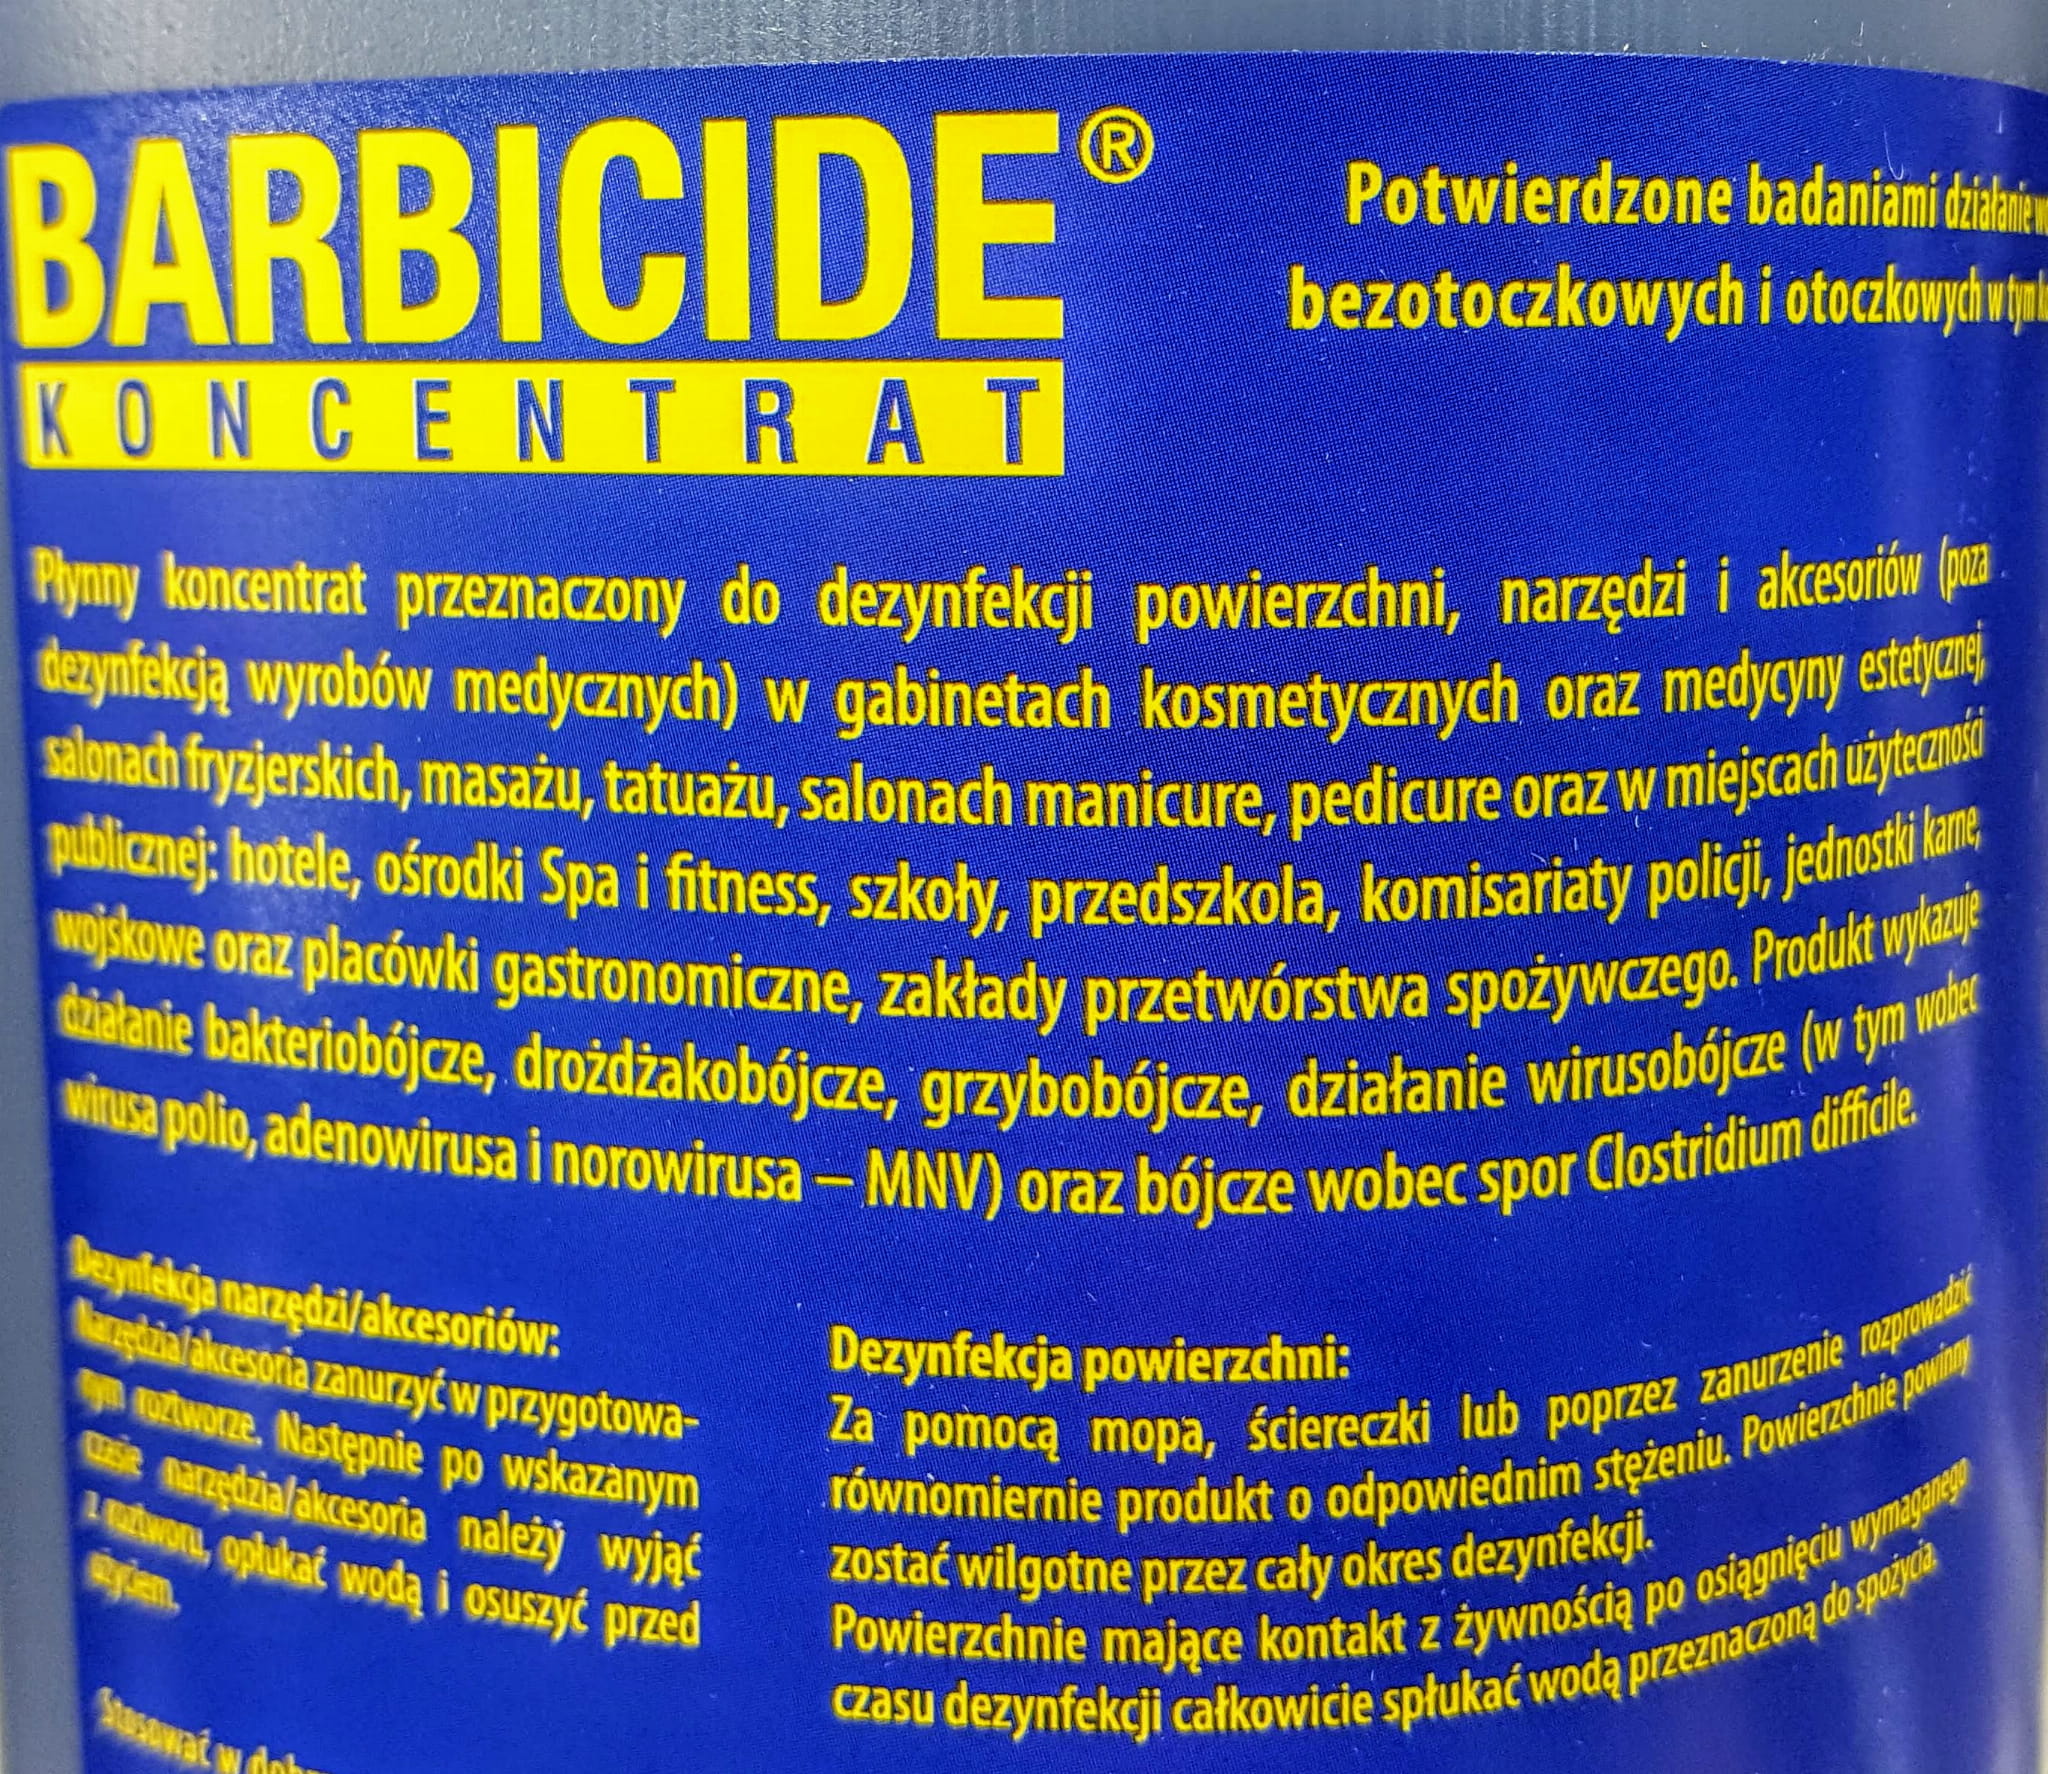 BARBICIDE®
KONCENTRAT
Potwierdzone badaniami działanie
bezotoczkowych i otoczkowych w tym
Płynny koncentrat przeznaczony do dezynfekcji powierzchni, narzędzi i akcesoriów (poza
dezynfekcją wyrobów medycznych) w gabinetach kosmetycznych oraz medycyny estetycznej,
salonach fryzjerskich, masażu, tatuażu, salonach manicure, pedicure oraz w miejscach użyteczności
publicznej: hotele, ośrodki Spa i fitness, szkoły, przedszkola, komisariaty policji, jednostki karne,
wojskowe oraz placówki gastronomiczne, zakłady przetwórstwa spożywczego. Produkt wykazuje
działanie bakteriobójcze, drożdżakobójcze, grzybobójcze, działanie wirusobójcze (w tym wobec
wirusa polio, adenowirusa i norowirusa – MNV) oraz bójcze wobec spor Clostridium difficile.
Dezynfekcja narzędzi/akcesoriów:
Narzędzia/akcesoria zanurzyć w przygotowa-
nym roztworze. Następnie po wskazanym
czasie narzędzia/akcesoria należy wyjąć
z roztworu, opłukać wodą i osuszyć przed
użyciem.
Dezynfekcja powierzchni:
Za pomocą mopa, ściereczki lub poprzez zanurzenie rozprowadzić
równomiernie produkt o odpowiednim stężeniu. Powierzchnie powinny
zostać wilgotne przez cały okres dezynfekcji.
Powierzchnie mające kontakt z żywnością po osiągnięciu wymaganego
czasu dezynfekcji całkowicie spłukać wodą przeznaczoną do spożycia.
Stosować w